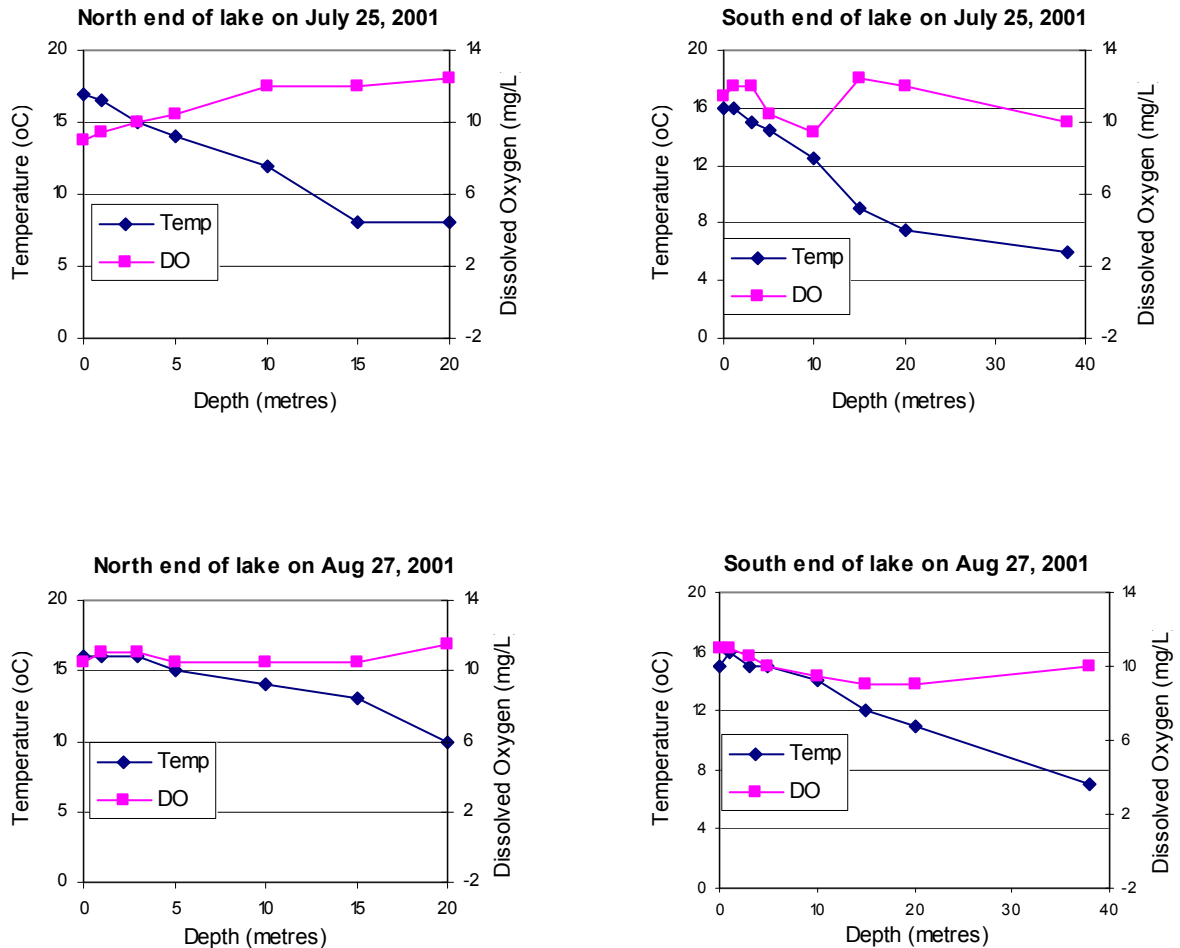 North end of lake on July 25, 2001
20
15
10
5
0
14
10
6
2
-2
Temperature (oC)
Dissolved Oxygen (mg/L)
Temp
DO
0 5 10 15 20
Depth (metres)
South end of lake on July 25, 2001
20
16
12
8
4
0
14
10
6
2
-2
Temperature (oC)
Dissolved Oxygen (mg/L)
Temp
DO
0 10 20 30 40
Depth (metres)
North end of lake on Aug 27, 2001
20
15
10
5
0
14
10
6
2
-2
Temperature (oC)
Dissolved Oxygen (mg/L)
Temp
DO
0 5 10 15 20
Depth (metres)
South end of lake on Aug 27, 2001
20
16
12
8
4
0
14
10
6
2
-2
Temperature (oC)
Dissolved Oxygen (mg/L)
Temp
DO
0 10 20 30 40
Depth (metres)